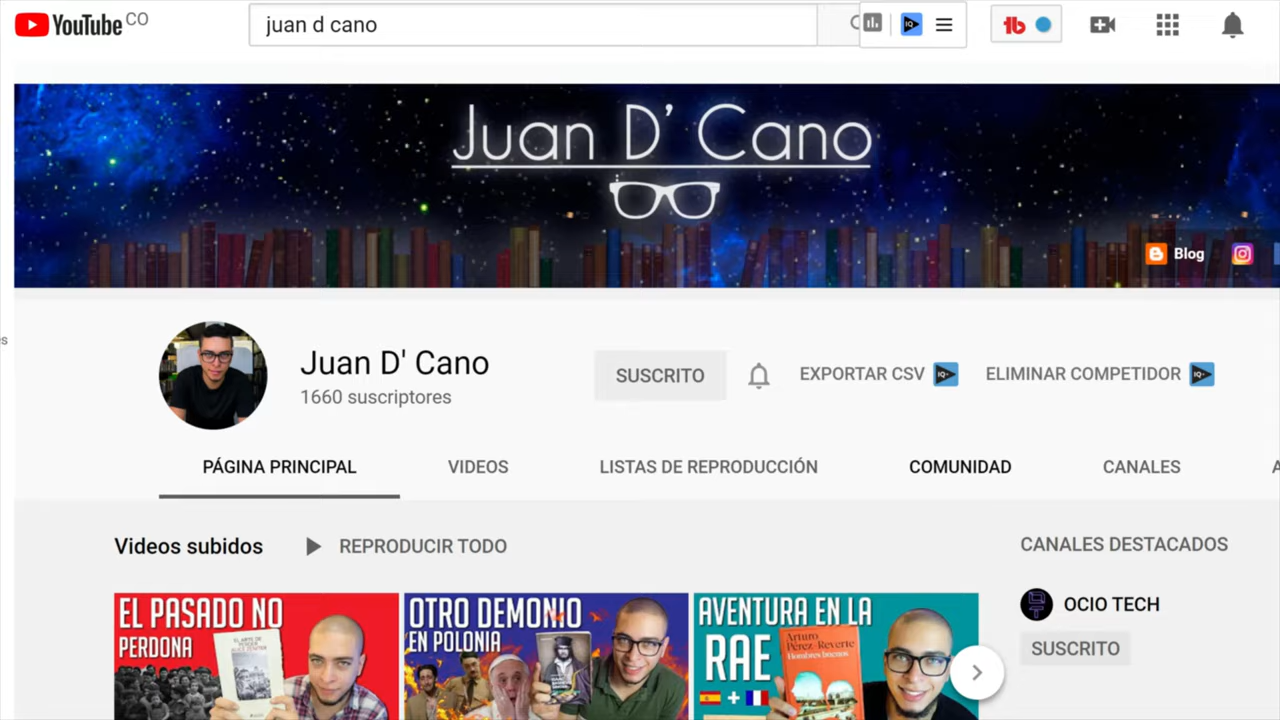 YouTube CO
juan d cano
Juan D' Cano
Blog
Juan D' Cano
1660 suscriptores
SUSCRITO
EXPORTAR CSV
ELIMINAR COMPETIDOR
PÁGINA PRINCIPAL
VIDEOS
LISTAS DE REPRODUCCIÓN
COMUNIDAD
CANALES
Videos subidos
REPRODUCIR TODO
CANALES DESTACADOS
OCIO TECH
SUSCRITO
EL PASADO NO
PERDONA
OTRO DEMONIO
EN POLONIA
AVENTURA EN LA
RAE
Arturo
Pérez-Reverte
Hombres buenos